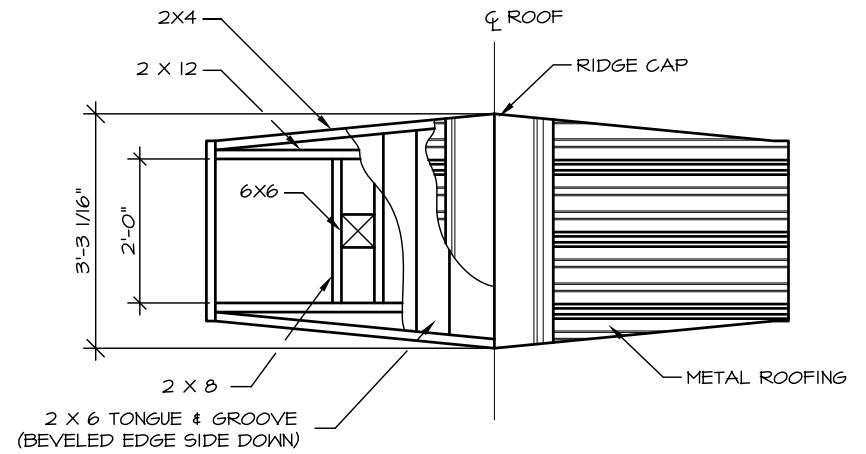 2X4
℄ ROOF
2 X 12
RIDGE CAP
6X6
3'-3 1/16"
2'-0"
2 X 8
METAL ROOFING
2 X 6 TONGUE & GROOVE
(BEVELED EDGE SIDE DOWN)